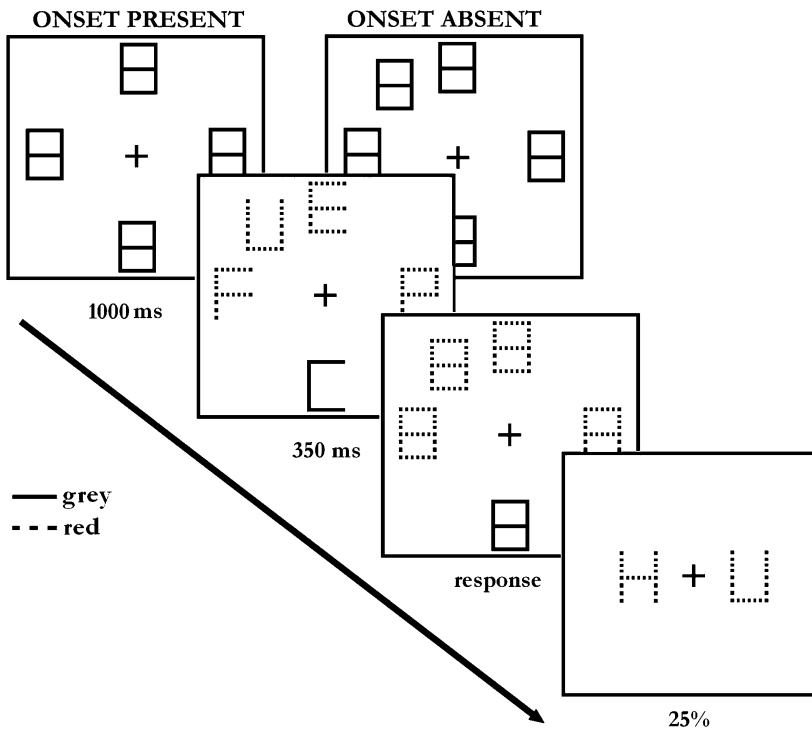 ONSET PRESENT
ONSET ABSENT
1000 ms
U E
F + P
C
350 ms
grey
red
response
H + U
25%